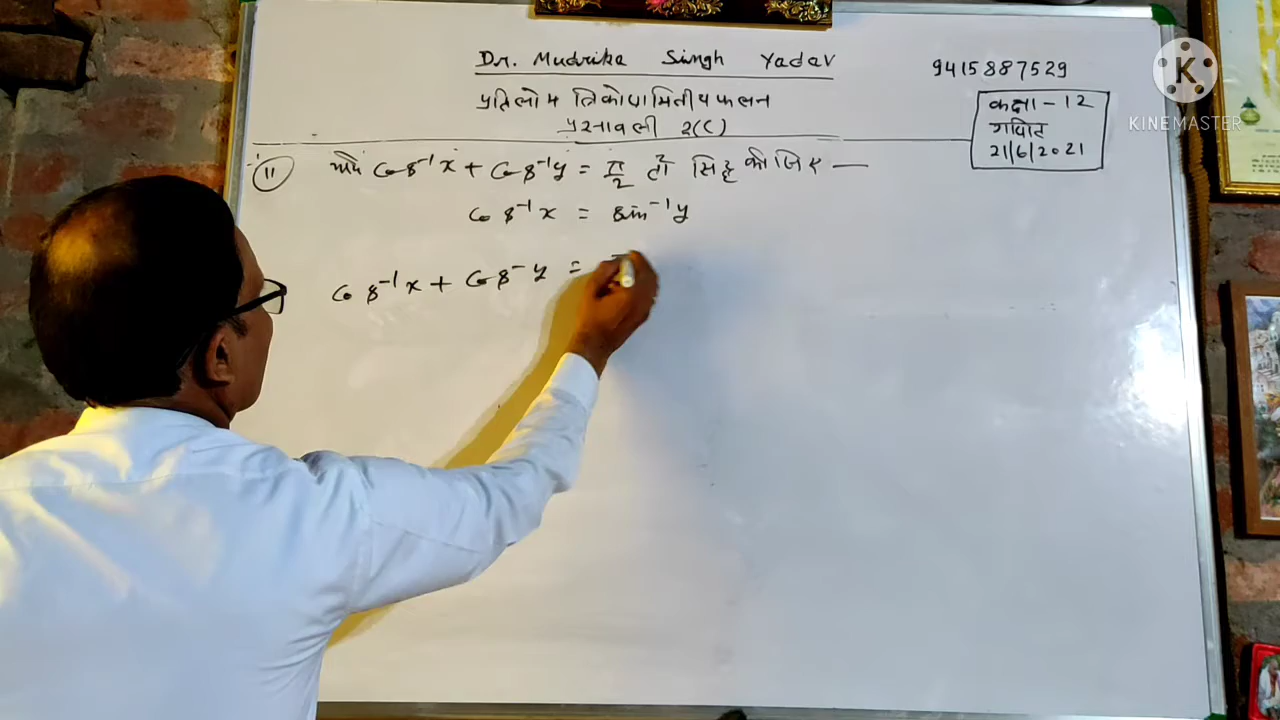 Dr. Mudrika Singh Yadav
9415887529
प्रतिलोम त्रिकोणमितीय फलन
प्रश्नावली 2(C)
कक्षा - 12
गणित
21/6/2021
(11) यदि Cos⁻¹x + Cos⁻¹y = π/2 तो सिद्ध कीजिए —
Cos⁻¹x = sin⁻¹y
Cos⁻¹x + Cos⁻y =
K
KINEMASTER